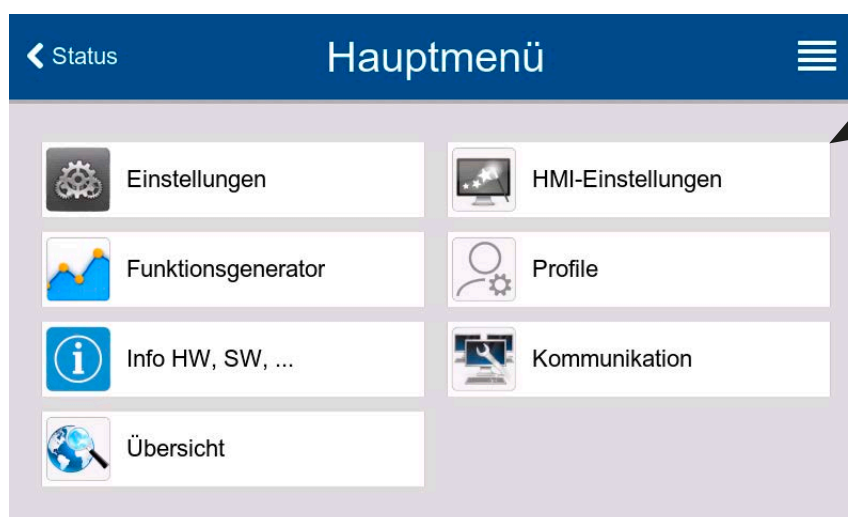 Status
Hauptmenü
Einstellungen
HMI-Einstellungen
Funktionsgenerator
Profile
Info HW, SW, ...
Kommunikation
Übersicht